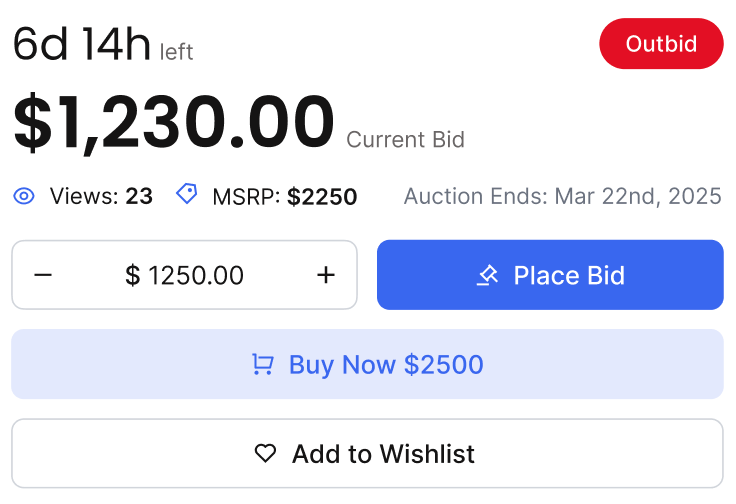 6d 14h left
Outbid
$1,230.00 Current Bid
Views: 23 MSRP: $2250 Auction Ends: Mar 22nd, 2025
− $ 1250.00 + Place Bid
Buy Now $2500
Add to Wishlist